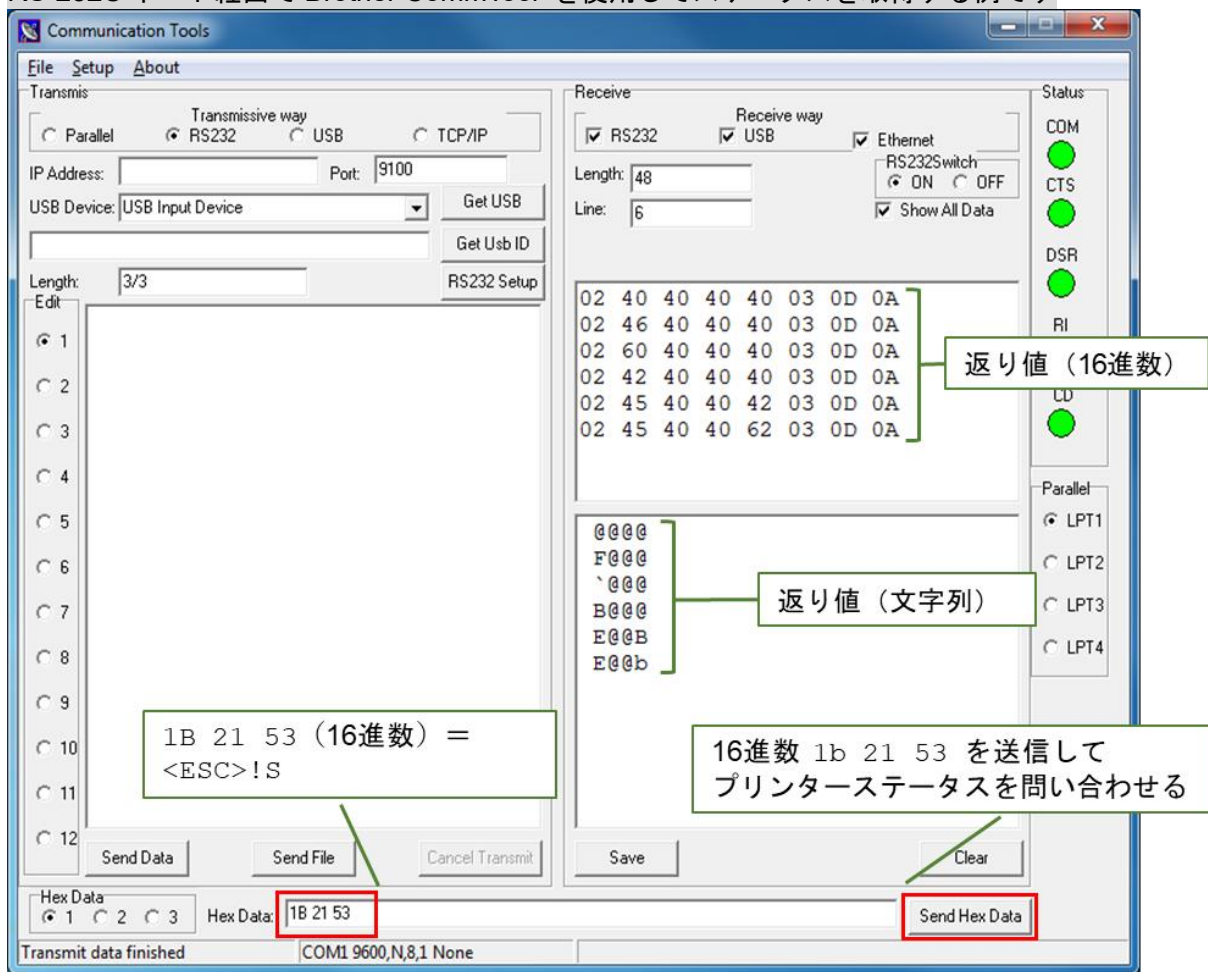 Communication Tools
File Setup About
Transmis
Transmissive way
Parallel RS232 USB TCP/IP
IP Address: Port: 9100
USB Device: USB Input Device Get USB
Get Usb ID
Length: 3/3 RS232 Setup
Edit
1
2
3
4
5
6
7
8
9
10
11
12
1B 21 53（16進数）＝
<ESC>!S
Send Data Send File Cancel Transmit
Receive
Receive way
RS232 USB Ethernet
Length: 48
RS232Switch
ON OFF
Line: 6
Show All Data
02 40 40 40 40 03 0D 0A
02 46 40 40 40 03 0D 0A
02 60 40 40 40 03 0D 0A
02 42 40 40 40 03 0D 0A
02 45 40 40 42 03 0D 0A
02 45 40 40 62 03 0D 0A
返り値（16進数）
@@@@
F@@@
`@@@
B@@@
E@@B
E@@b
返り値（文字列）
16進数 1b 21 53 を送信して
プリンターステータスを問い合わせる
Save Clear
Status
COM
CTS
DSR
RI
CD
Parallel
LPT1
LPT2
LPT3
LPT4
Hex Data
1 2 3 Hex Data: 1B 21 53 Send Hex Data
Transmit data finished COM1 9600,N,8,1 None